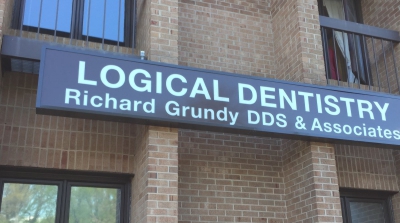 LOGICAL DENTISTRY
Richard Grundy DDS & Associates